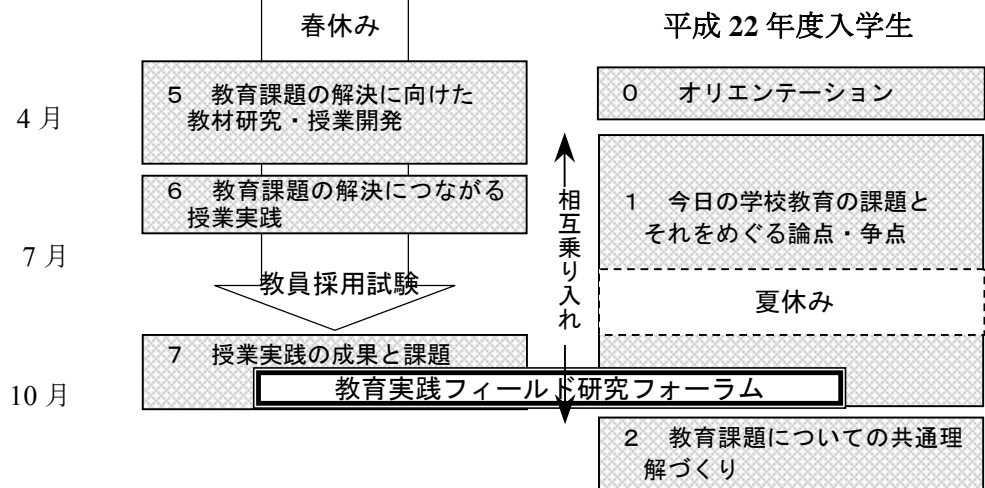 春休み
平成 22 年度入学生
4 月
5 教育課題の解決に向けた
教材研究・授業開発
0 オリエンテーション
6 教育課題の解決につながる
授業実践
相互乗り入れ
1 今日の学校教育の課題と
それをめぐる論点・争点
7 月
教員採用試験
夏休み
7 授業実践の成果と課題
10 月
教育実践フィールド研究フォーラム
2 教育課題についての共通理
解づくり